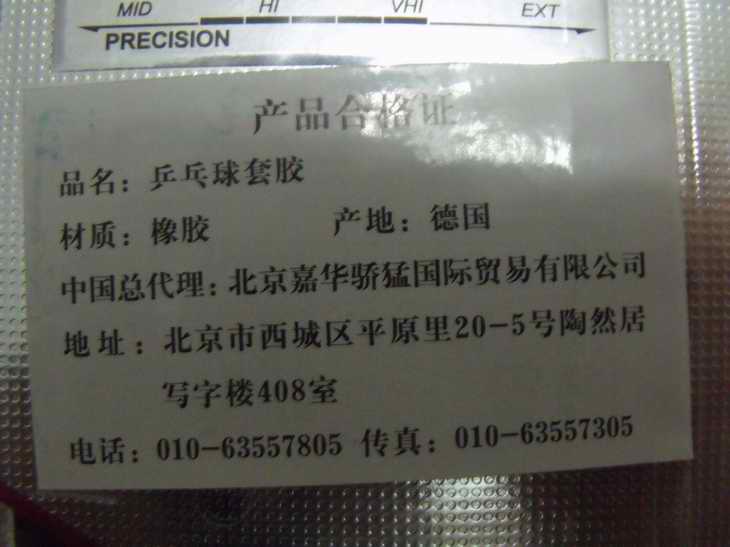 MID HI VHI EXT
PRECISION
产品合格证
品名：乒乓球套胶
材质：橡胶 产地：德国
中国总代理：北京嘉华骄猛国际贸易有限公司
地址：北京市西城区平原里20-5号陶然居
写字楼408室
电话：010-63557805 传真：010-63557305